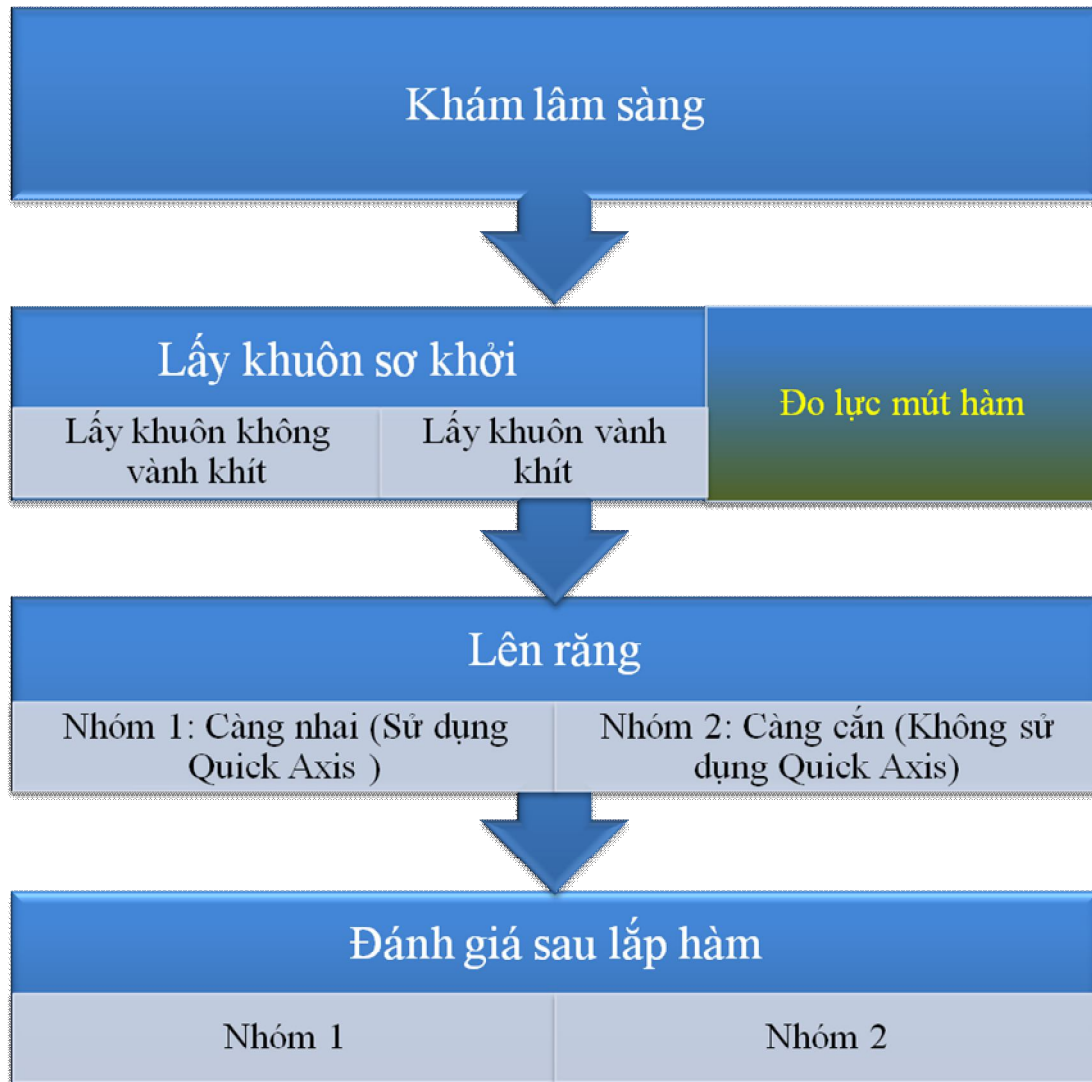 Khám lâm sàng
Lấy khuôn sơ khởi
Đo lực mút hàm
Lấy khuôn không
vành khít
Lấy khuôn vành
khít
Lên răng
Nhóm 1: Càng nhai (Sử dụng
Quick Axis )
Nhóm 2: Càng cắn (Không sử
dụng Quick Axis)
Đánh giá sau lắp hàm
Nhóm 1
Nhóm 2